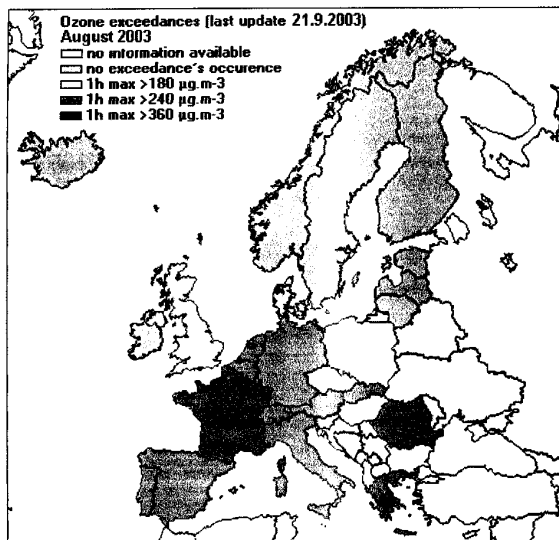 Ozone exceedances (last update 21.9.2003)
August 2003
no information available
no exceedance's occurence
1h max >180 µg.m-3
1h max >240 µg.m-3
1h max >360 µg.m-3